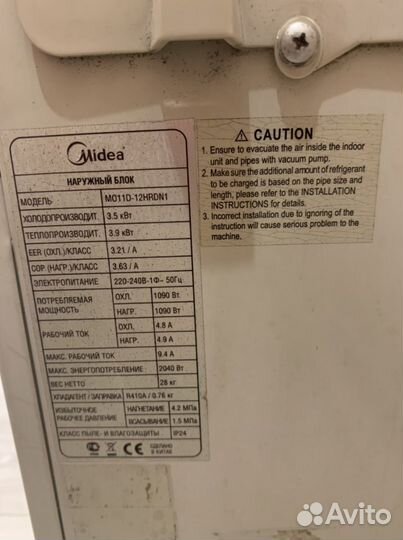 Midea
НАРУЖНЫЙ БЛОК
МОДЕЛЬ MO11D-12HRDN1
ХОЛОДОПРОИЗВОДИТ. 3.5 кВт
ТЕПЛОПРОИЗВОДИТ. 3.9 кВт
EER (ОХЛ.)/КЛАСС 3.21 / A
COP (НАГР.)/КЛАСС 3.63 / A
ЭЛЕКТРОПИТАНИЕ 220-240В-1Ф~ 50Гц
ПОТРЕБЛЯЕМАЯ МОЩНОСТЬ ОХЛ. 1090 Вт
НАГР. 1090 Вт
РАБОЧИЙ ТОК ОХЛ. 4.8 А
НАГР. 4.9 А
МАКС. РАБОЧИЙ ТОК 9.4 А
МАКС. ЭНЕРГОПОТРЕБЛЕНИЕ 2040 Вт
ВЕС НЕТТО 28 кг
ХЛАДАГЕНТ / ЗАПРАВКА R410A / 0.76 кг
ИЗБЫТОЧНОЕ РАБОЧЕЕ ДАВЛЕНИЕ НАГНЕТАНИЕ 4.2 МПа
ВСАСЫВАНИЕ 1.5 МПа
КЛАСС ПЫЛЕ- И ВЛАГОЗАЩИТЫ IP24
СДЕЛАНО
В КИТАЕ
CAUTION
1. Ensure to evacuate the air inside the indoor
unit and pipes with vacuum pump.
2. Make sure the additional amount of refrigerant
to be charged is based on the pipe size and
length, please refer to the INSTALLATION
INSTRUCTIONS for details.
3. Incorrect installation due to ignoring of the
instruction will cause serious problem to the
machine.
Avito